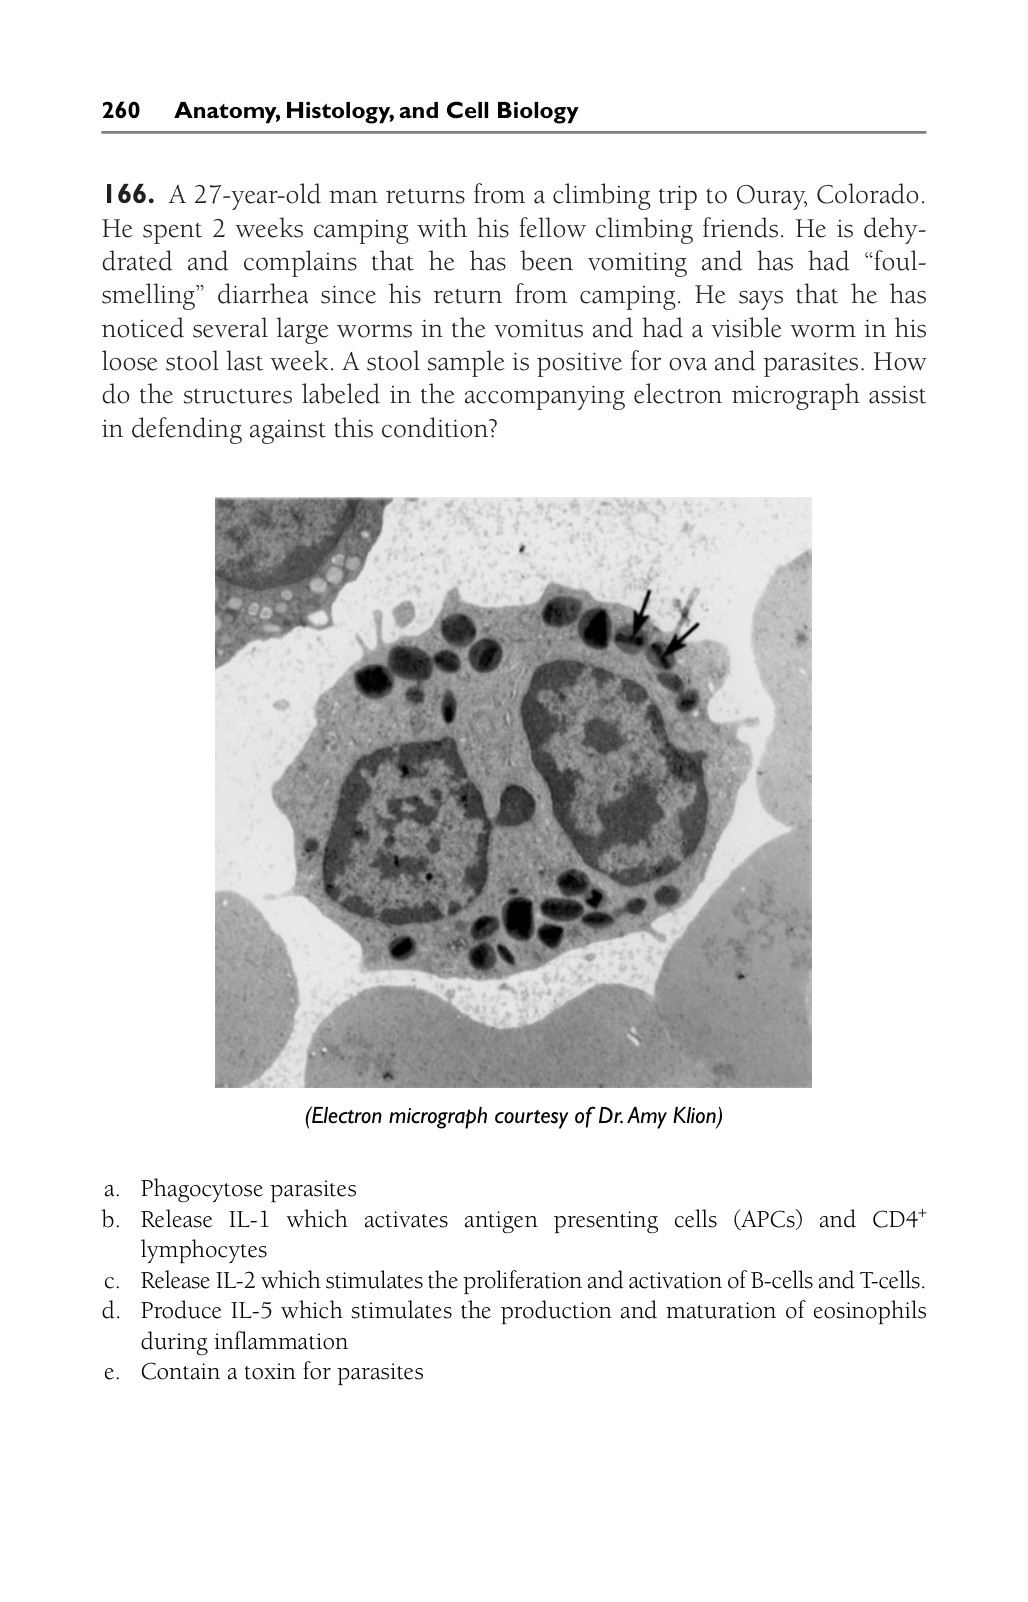 260 Anatomy, Histology, and Cell Biology
166. A 27-year-old man returns from a climbing trip to Ouray, Colorado.
He spent 2 weeks camping with his fellow climbing friends. He is dehy-
drated and complains that he has been vomiting and has had “foul-
smelling” diarrhea since his return from camping. He says that he has
noticed several large worms in the vomitus and had a visible worm in his
loose stool last week. A stool sample is positive for ova and parasites. How
do the structures labeled in the accompanying electron micrograph assist
in defending against this condition?
(Electron micrograph courtesy of Dr. Amy Klion)
a. Phagocytose parasites
b. Release IL-1 which activates antigen presenting cells (APCs) and CD4⁺
lymphocytes
c. Release IL-2 which stimulates the proliferation and activation of B-cells and T-cells.
d. Produce IL-5 which stimulates the production and maturation of eosinophils
during inflammation
e. Contain a toxin for parasites